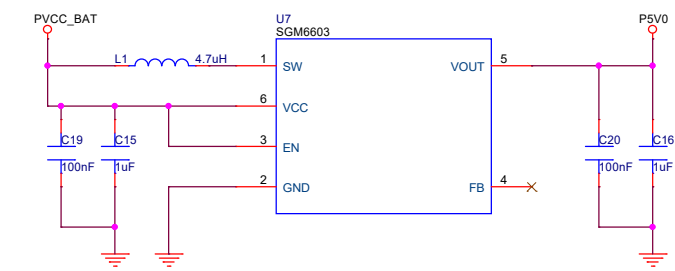 PVCC_BAT
U7
SGM6603
P5V0
L1
4.7uH
1
SW
VOUT
5
6
VCC
C19
100nF
C15
1uF
3
EN
C20
100nF
C16
1uF
2
GND
FB
4